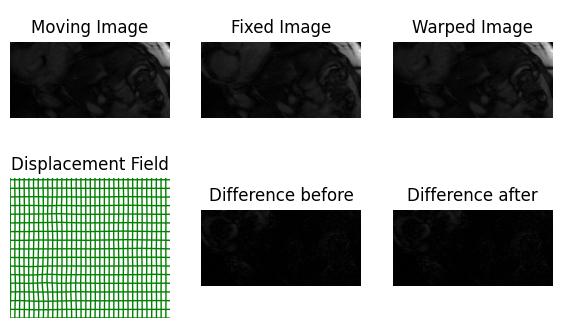 Moving Image
Fixed Image
Warped Image
Displacement Field
Difference before
Difference after